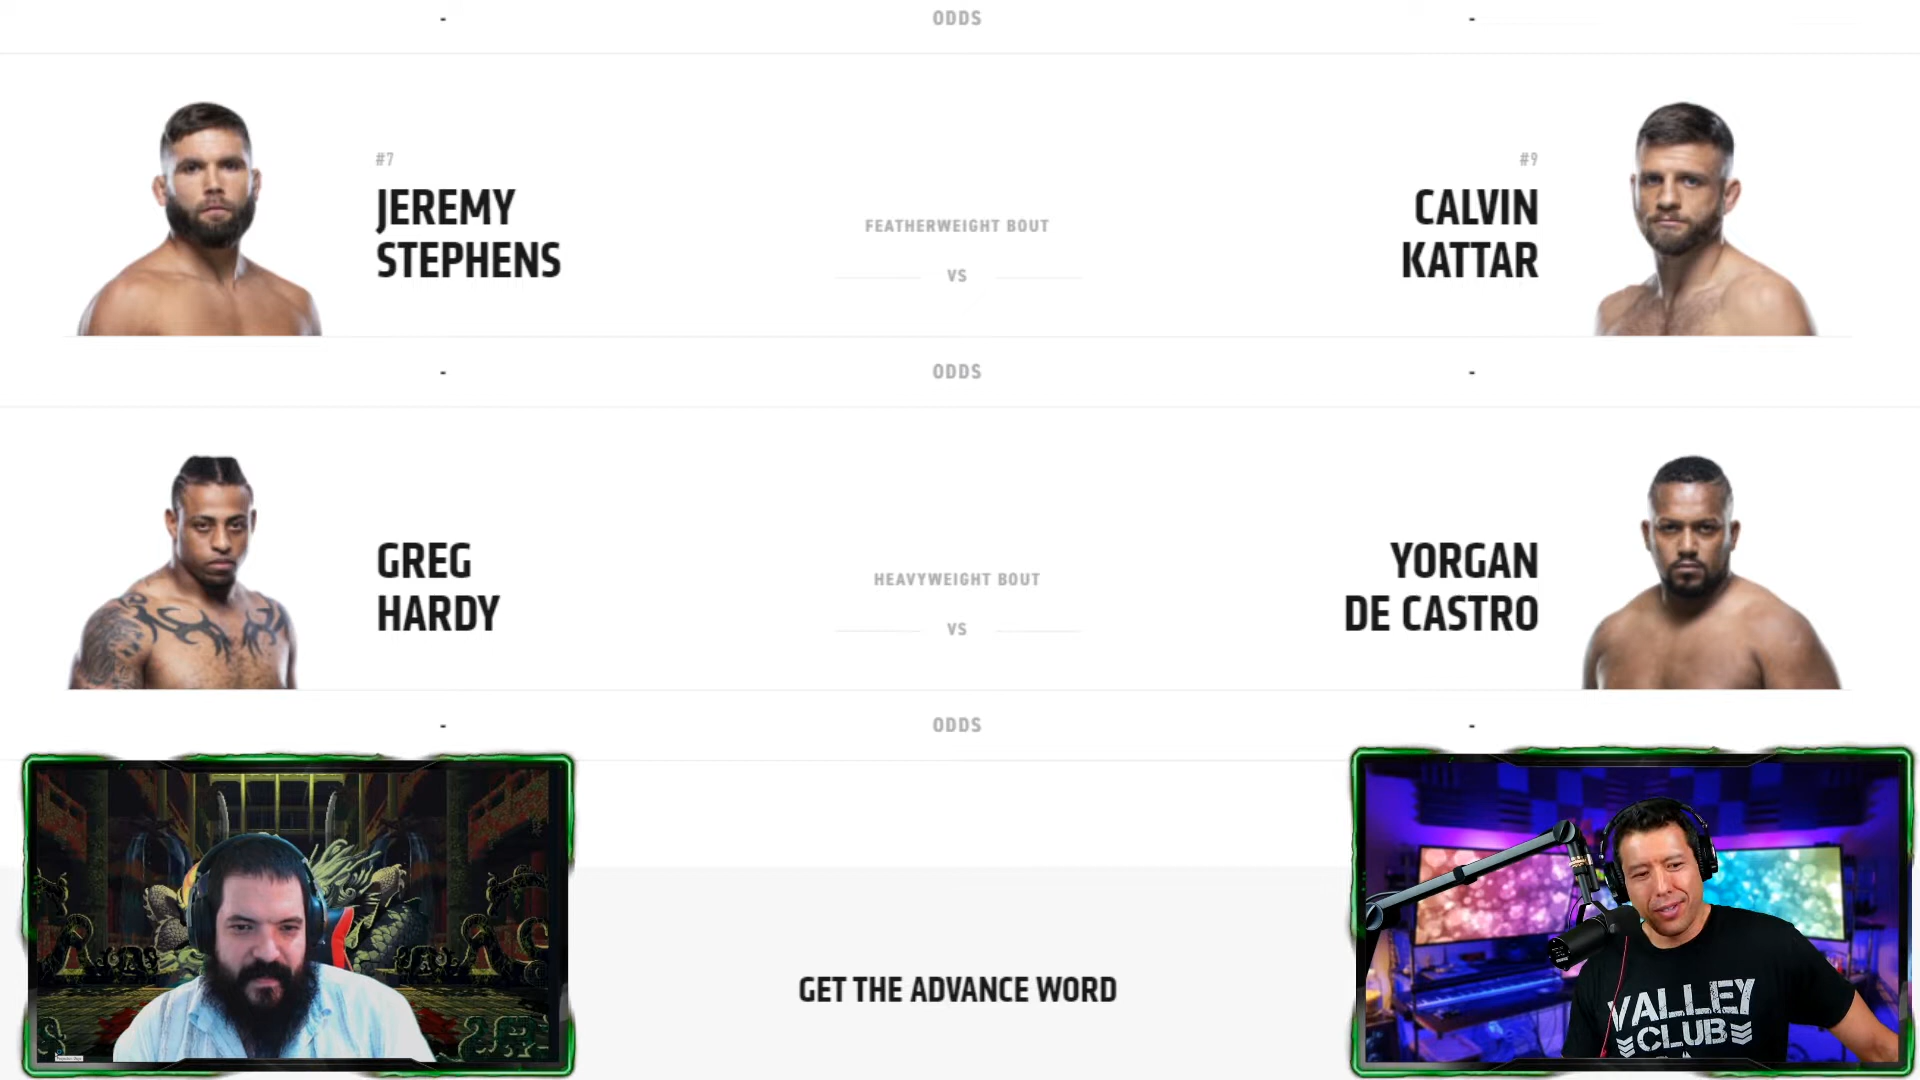 - ODDS -
#7
JEREMY
STEPHENS
FEATHERWEIGHT BOUT
VS
#9
CALVIN
KATTAR
- ODDS -
GREG
HARDY
HEAVYWEIGHT BOUT
VS
YORGAN
DE CASTRO
- ODDS -
GET THE ADVANCE WORD
VALLEY
CLUB